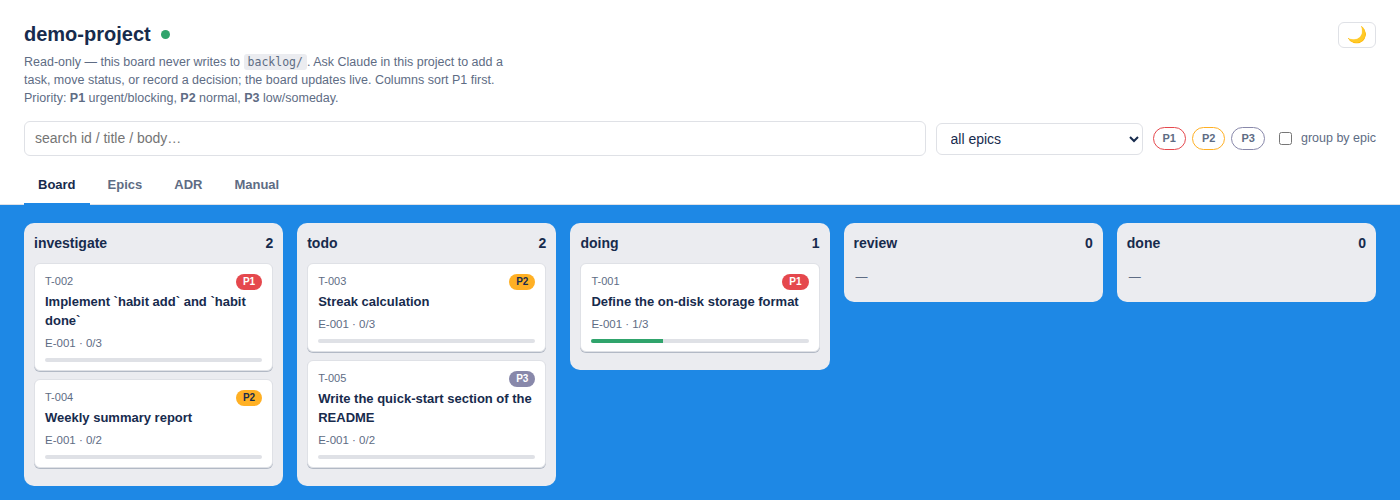 demo-project
Read-only — this board never writes to backlog/. Ask Claude in this project to add a
task, move status, or record a decision; the board updates live. Columns sort P1 first.
Priority: P1 urgent/blocking, P2 normal, P3 low/someday.
search id / title / body…
all epics
P1 P2 P3
group by epic
Board Epics ADR Manual
investigate 2
T-002 P1
Implement `habit add` and `habit
done`
E-001 · 0/3
T-004 P2
Weekly summary report
E-001 · 0/2
todo 2
T-003 P2
Streak calculation
E-001 · 0/3
T-005 P3
Write the quick-start section of the
README
E-001 · 0/2
doing 1
T-001 P1
Define the on-disk storage format
E-001 · 1/3
review 0
—
done 0
—